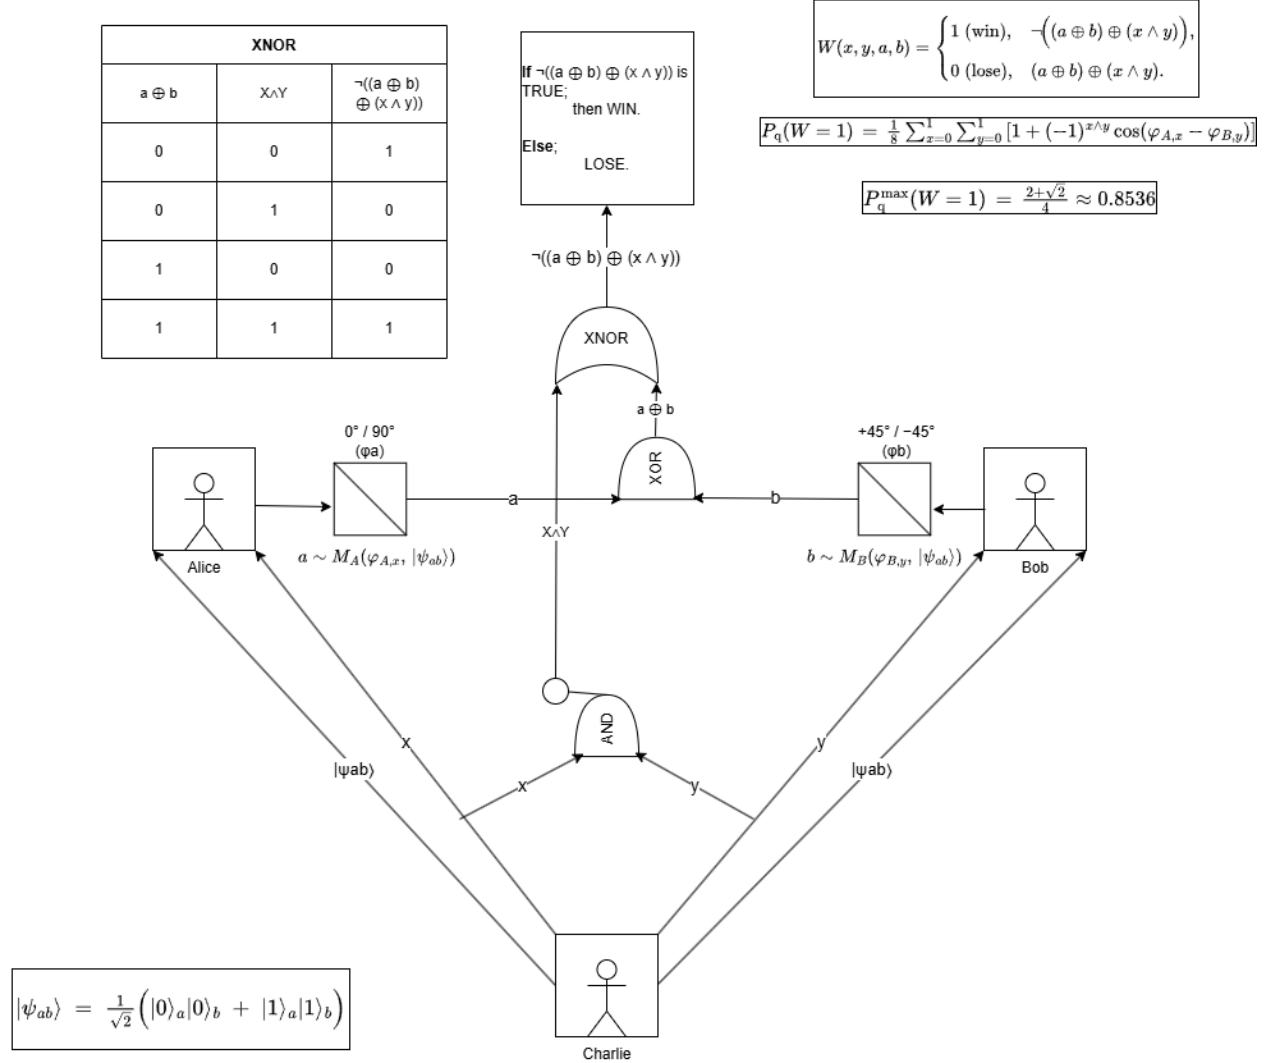 XNOR
a ⊕ b
X∧Y
¬((a ⊕ b)
⊕ (x ∧ y))
0 0 1
0 1 0
1 0 0
1 1 1
If ¬((a ⊕ b) ⊕ (x ∧ y)) is
TRUE;
then WIN.
Else;
LOSE.
W(x, y, a, b) = { 1 (win), ¬((a ⊕ b) ⊕ (x ∧ y)),
0 (lose), (a ⊕ b) ⊕ (x ∧ y).
P_q(W = 1) = 1/8 ∑_{x=0}^{1} ∑_{y=0}^{1} [1 + (−1)^{x∧y} cos(φ_{A,x} − φ_{B,y})]
P_q^{max}(W = 1) = (2+√2)/4 ≈ 0.8536
¬((a ⊕ b) ⊕ (x ∧ y))
XNOR
a ⊕ b
XOR
0° / 90°
(φa)
+45° / −45°
(φb)
a
b
X∧Y
a ∼ M_A(φ_{A,x}, |ψ_{ab}⟩)
b ∼ M_B(φ_{B,y}, |ψ_{ab}⟩)
Alice
Bob
AND
x
y
|ψab⟩
|ψab⟩
x
y
|ψ_{ab}⟩ = 1/√2 (|0⟩_a|0⟩_b + |1⟩_a|1⟩_b)
Charlie